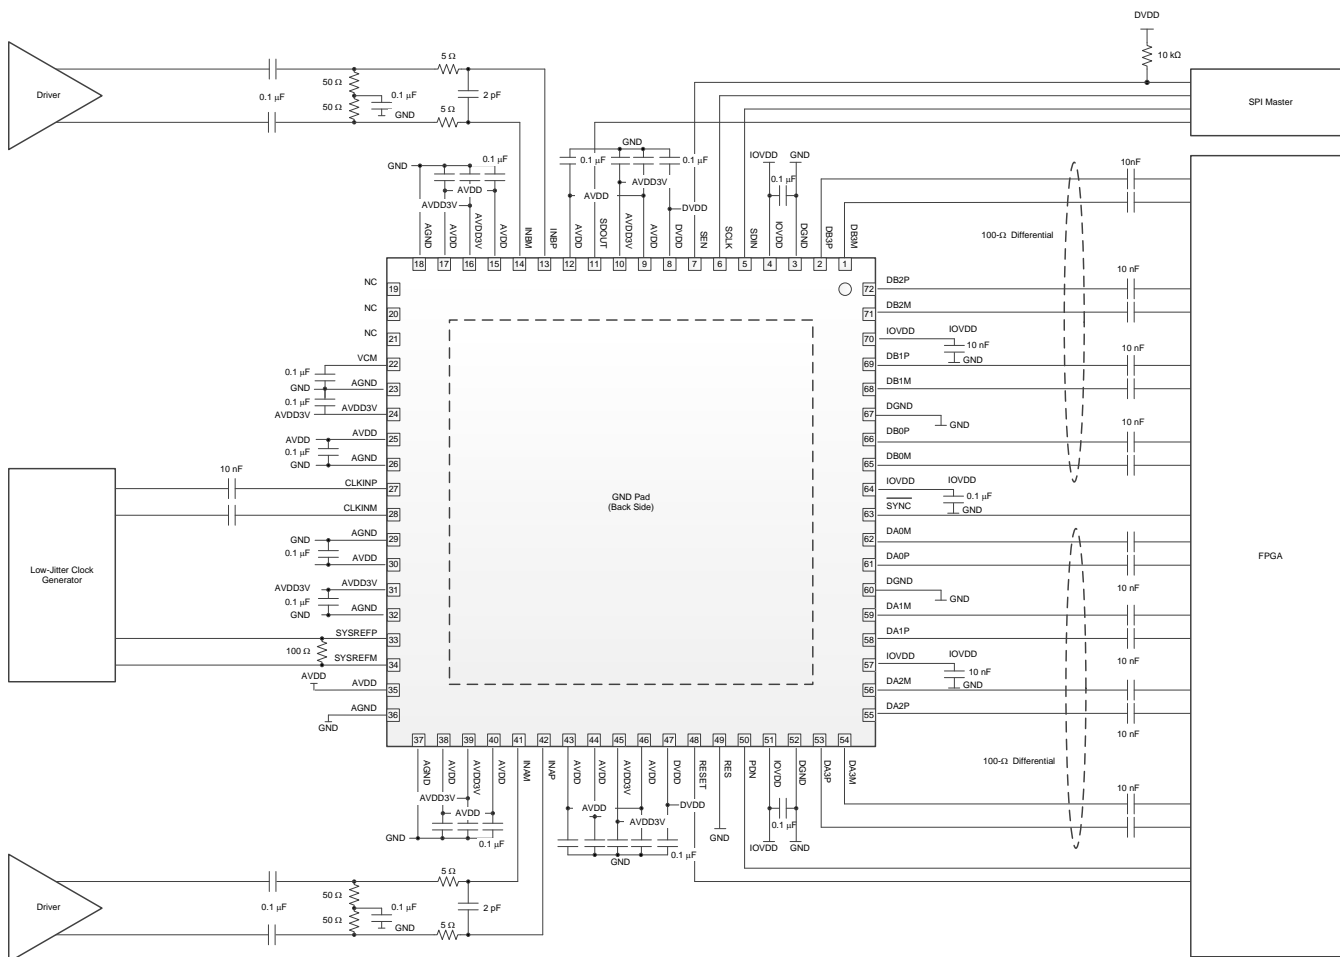 DVDD
10 kΩ
SPI Master
Driver
0.1 µF
50 Ω
50 Ω
0.1 µF
GND
5 Ω
5 Ω
2 pF
GND
0.1 µF
AVDD
AVDD3V
GND
0.1 µF
0.1 µF
0.1 µF
AVDD
AVDD3V
DVDD
IOVDD
GND
0.1 µF
AGND
AVDD
AVDD3V
AVDD
INBM
INBP
AVDD
SDOUT
AVDD3V
AVDD
DVDD
SEN
SCLK
SDIN
IOVDD
DGND
DB3P
DB3M
18
17
16
15
14
13
12
11
10
9
8
7
6
5
4
3
2
1
NC
19
NC
20
NC
21
VCM
22
0.1 µF
GND
AGND
23
0.1 µF
AVDD3V
AVDD3V
24
AVDD
AVDD
25
0.1 µF
GND
AGND
26
10 nF
CLKINP
27
CLKINM
28
GND
AGND
29
0.1 µF
AVDD
AVDD
30
AVDD3V
AVDD3V
31
0.1 µF
GND
AGND
32
SYSREFP
33
100 Ω
SYSREFM
34
AVDD
AVDD
35
AGND
36
GND
Low-Jitter Clock
Generator
GND Pad
(Back Side)
10nF
100-Ω Differential
10 nF
72
DB2P
71
DB2M
70
IOVDD
IOVDD
10 nF
GND
10 nF
69
DB1P
68
DB1M
67
DGND
GND
10 nF
66
DB0P
65
DB0M
64
IOVDD
IOVDD
0.1 µF
GND
63
SYNC
62
DA0M
61
DA0P
10 nF
60
DGND
GND
59
DA1M
58
DA1P
10 nF
57
IOVDD
IOVDD
10 nF
GND
56
DA2M
55
DA2P
10 nF
100-Ω Differential
10 nF
FPGA
37
38
39
40
41
42
43
44
45
46
47
48
49
50
51
52
53
54
AGND
AVDD
AVDD3V
AVDD
INAM
INAP
AVDD
AVDD
AVDD3V
AVDD
DVDD
RESET
RES
PDN
IOVDD
DGND
DA3P
DA3M
AVDD3V
AVDD
GND
0.1 µF
AVDD
AVDD3V
DVDD
GND
0.1 µF
GND
IOVDD
0.1 µF
GND
Driver
0.1 µF
50 Ω
50 Ω
0.1 µF
GND
5 Ω
5 Ω
2 pF